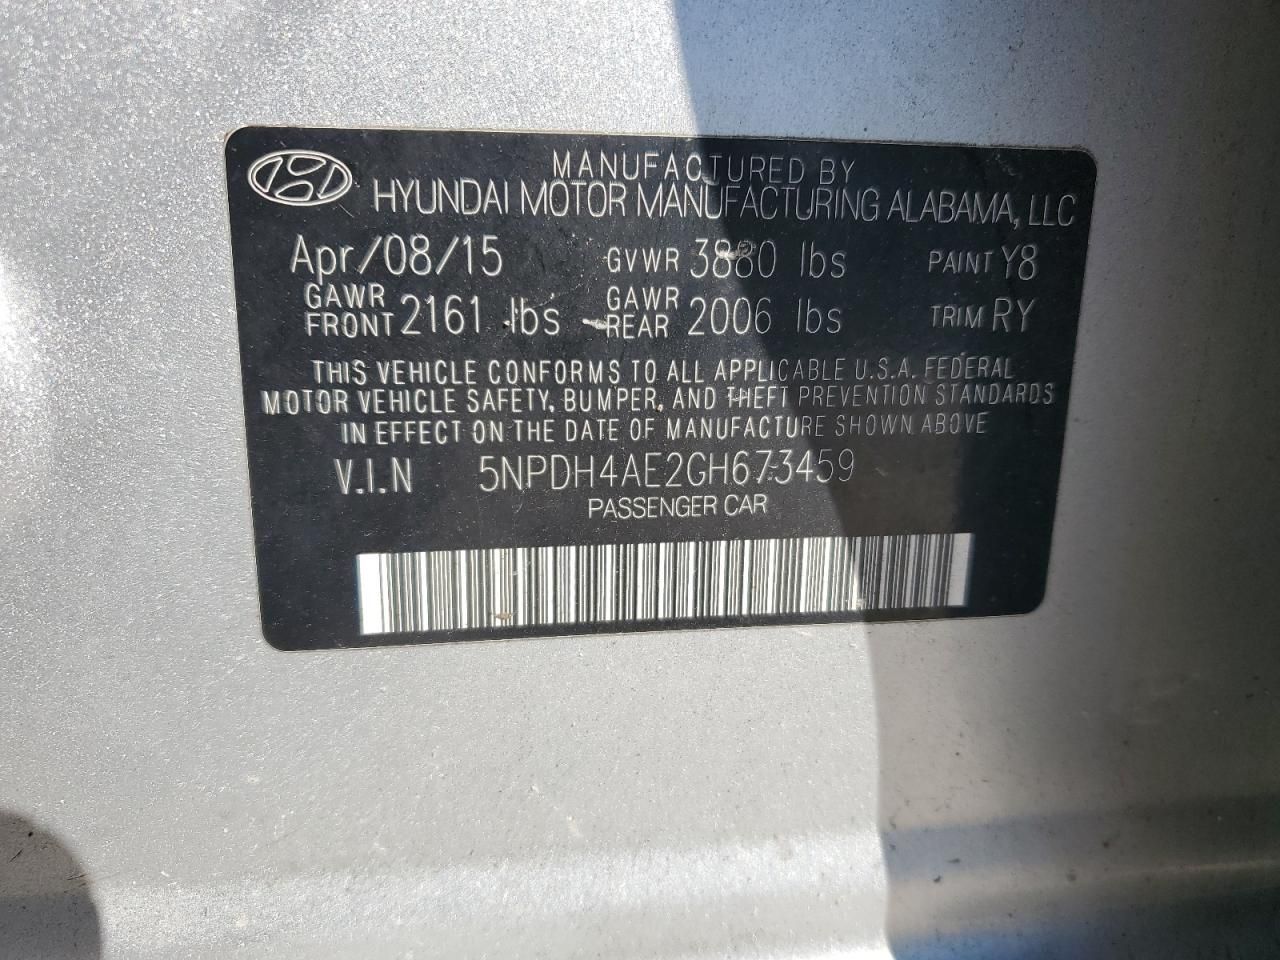 MANUFACTURED BY
HYUNDAI MOTOR MANUFACTURING ALABAMA, LLC
Apr/08/15 GVWR 3880 lbs PAINT Y8
GAWR FRONT 2161 lbs GAWR REAR 2006 lbs TRIM RY
THIS VEHICLE CONFORMS TO ALL APPLICABLE U.S.A. FEDERAL
MOTOR VEHICLE SAFETY, BUMPER, AND THEFT PREVENTION STANDARDS
IN EFFECT ON THE DATE OF MANUFACTURE SHOWN ABOVE
V.I.N 5NPDH4AE2GH673459
PASSENGER CAR